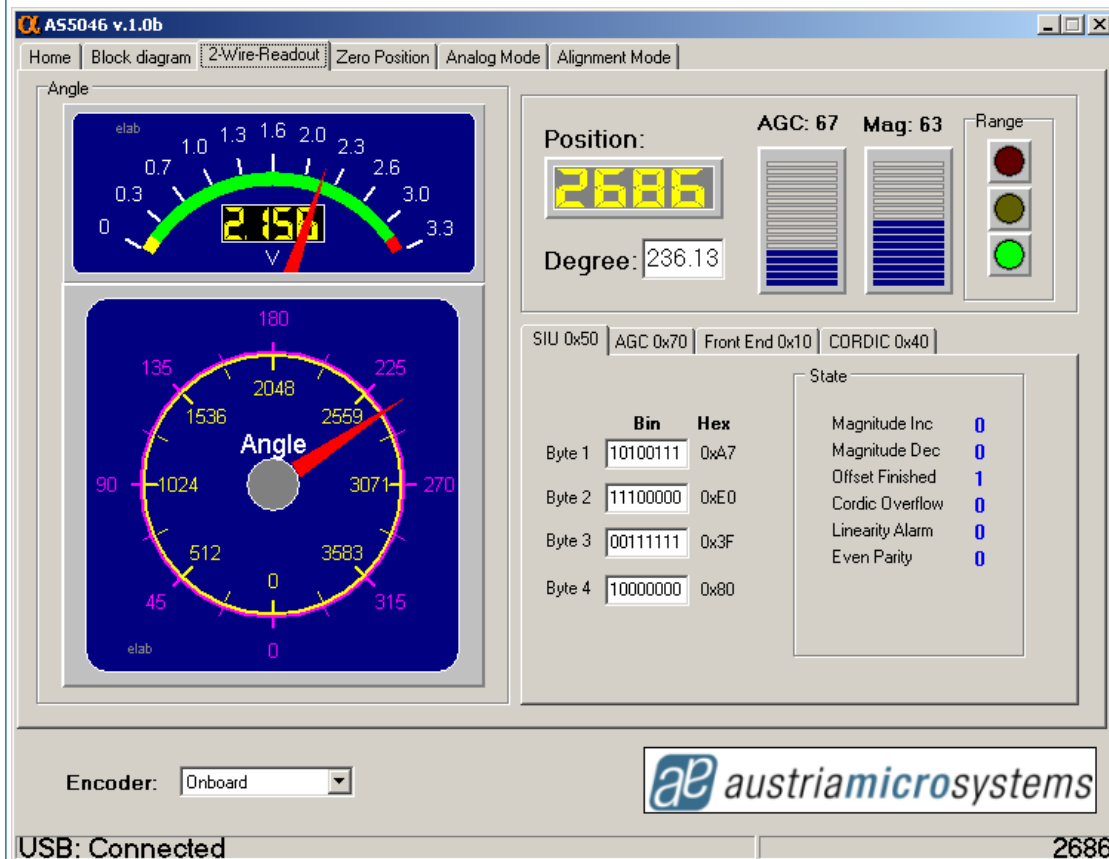 AS5046 v.1.0b
Home Block diagram 2-Wire-Readout Zero Position Analog Mode Alignment Mode
Angle
elab
0 0.3 0.7 1.0 1.3 1.6 2.0 2.3 2.6 3.0 3.3
2.156
V
180
135 225
2048
1536 2559
Angle
90 1024 3071 270
512 3583
0
45 315
elab
0
Position:
2686
Degree: 236.13
AGC: 67
Mag: 63
Range
SIU 0x50 AGC 0x70 Front End 0x10 CORDIC 0x40
Bin Hex
Byte 1 10100111 0xA7
Byte 2 11100000 0xE0
Byte 3 00111111 0x3F
Byte 4 10000000 0x80
State
Magnitude Inc 0
Magnitude Dec 0
Offset Finished 1
Cordic Overflow 0
Linearity Alarm 0
Even Parity 0
Encoder: Onboard
ae austriamicrosystems
USB: Connected
2686